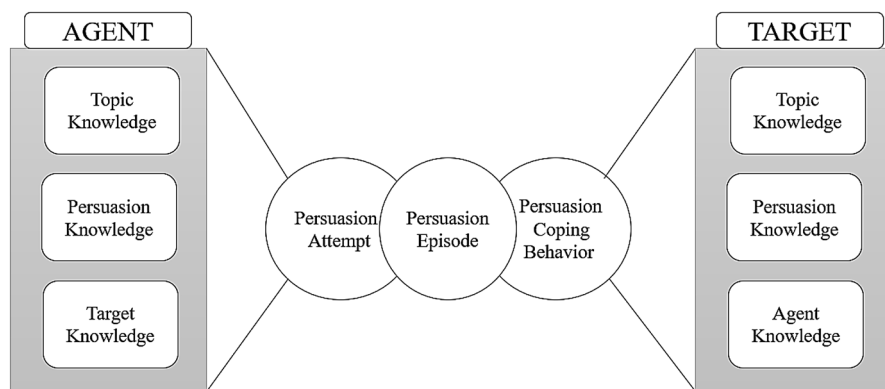 AGENT
Topic
Knowledge
Persuasion
Knowledge
Target
Knowledge
Persuasion
Attempt
Persuasion
Episode
Persuasion
Coping
Behavior
TARGET
Topic
Knowledge
Persuasion
Knowledge
Agent
Knowledge